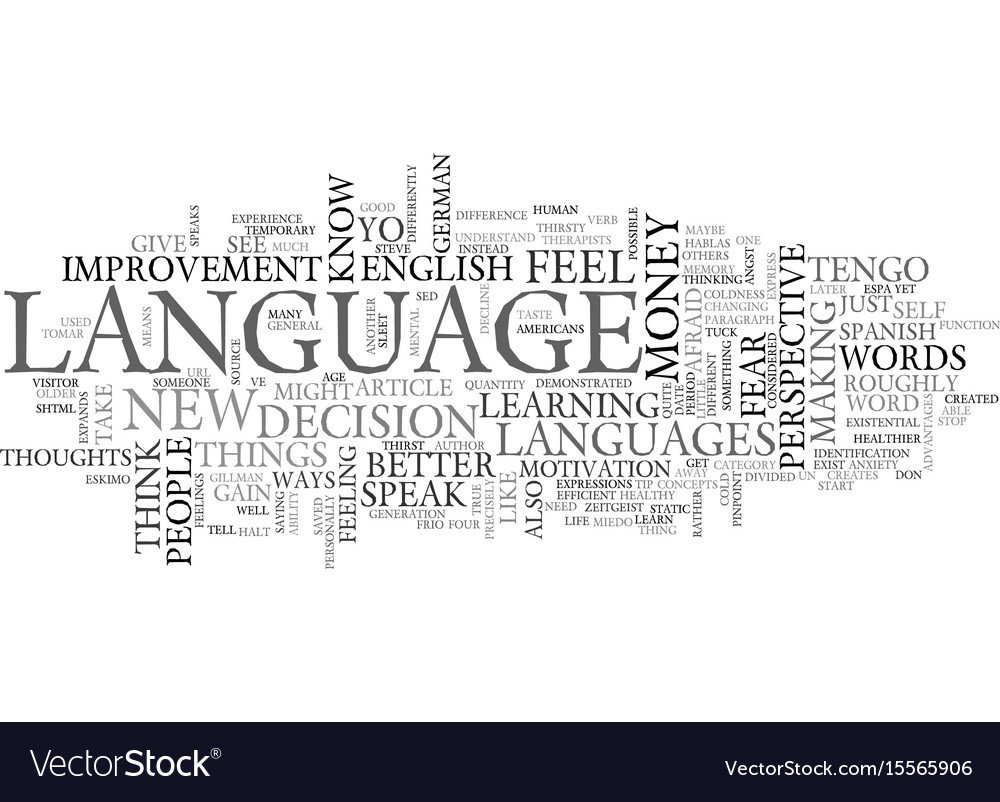 LANGUAGE
IMPROVEMENT
ENGLISH
FEEL
KNOW
YO
GERMAN
MONEY
PERSPECTIVE
FEAR
AFRAID
MAKING
TENGO
JUST
SELF
SPANISH
WORDS
ROUGHLY
WORD
FUNCTION
CREATED
ABLE
STOP
ADVANTAGES
EXISTENTIAL
HEALTHIER
IDENTIFICATION
EXIST
ANXIETY
CREATES
DON
START
UN
DIVIDED
CATEGORY
GET
AWAY
CONCEPTS
TIP
EXPRESSIONS
EFFICIENT
HEALTHY
NEED
ZEITGEIST
STATIC
LIFE
MIEDO
LEARN
THING
RATHER
COLD
PINPOINT
MOTIVATION
LANGUAGES
LEARNING
DECISION
NEW
THINGS
BETTER
SPEAK
LIKE
ALSO
PRECISELY
TRUE
FOUR
FRIO
GENERATION
THIRST
AUTHOR
FEELING
WAYS
GAIN
GILLMAN
WELL
TELL
HALT
SAYING
ABILITY
SAVED
PERSONALLY
FEELINGS
PEOPLE
THINK
ESKIMO
THOUGHTS
TAKE
EXPANDS
SHTML
OLDER
VISITOR
SOMEONE
URL
VE
SOURCE
AGE
MIGHT
ARTICLE
QUANTITY
DEMONSTRATED
AMERICANS
TASTE
DECLINE
SED
MENTAL
SLEET
ANOTHER
MANY
GENERAL
MEANS
USED
TOMAR
GIVE
SPEAKS
SEE
EXPERIENCE
TEMPORARY
MUCH
GOOD
STEVE
DIFFERENTLY
DIFFERENCE
UNDERSTAND
INSTEAD
HUMAN
THIRSTY
THERAPISTS
VERB
POSSIBLE
MAYBE
HABLAS
OTHERS
MEMORY
THINKING
COLDNESS
CHANGING
PARAGRAPH
TUCK
SOMETHING
DIFFERENT
PERIOD
LITTLE
DATE
QUITE
ONE
ANGST
EXPRESS
CONSIDERED
LATER
ESPA YET
VectorStock®
VectorStock.com/15565906